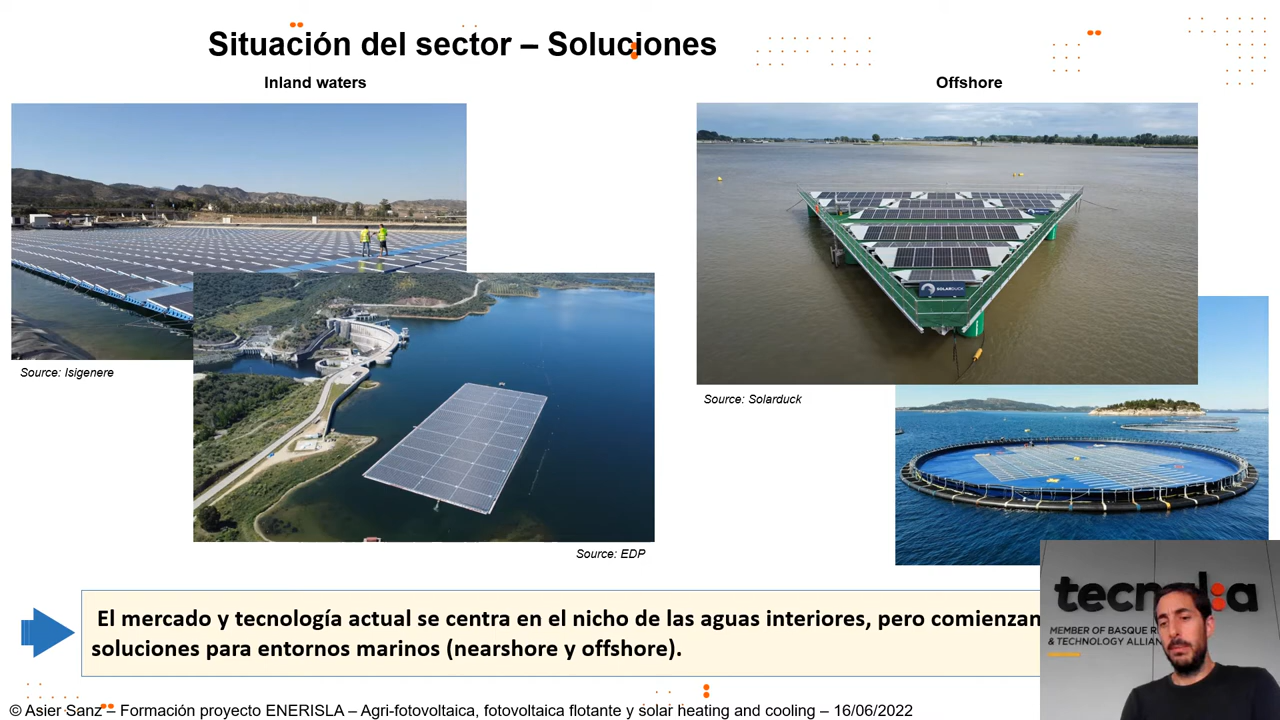 Situación del sector – Soluciones
Inland waters
Offshore
SOLARDUCK
Source: Isigenere
Source: Solarduck
Source: EDP
El mercado y tecnología actual se centra en el nicho de las aguas interiores, pero comienzan
soluciones para entornos marinos (nearshore y offshore).
tecnalia
MEMBER OF BASQUE
& TECHNOLOGY
© Asier Sanz – Formación proyecto ENERISLA – Agri-fotovoltaica, fotovoltaica flotante y solar heating and cooling – 16/06/2022